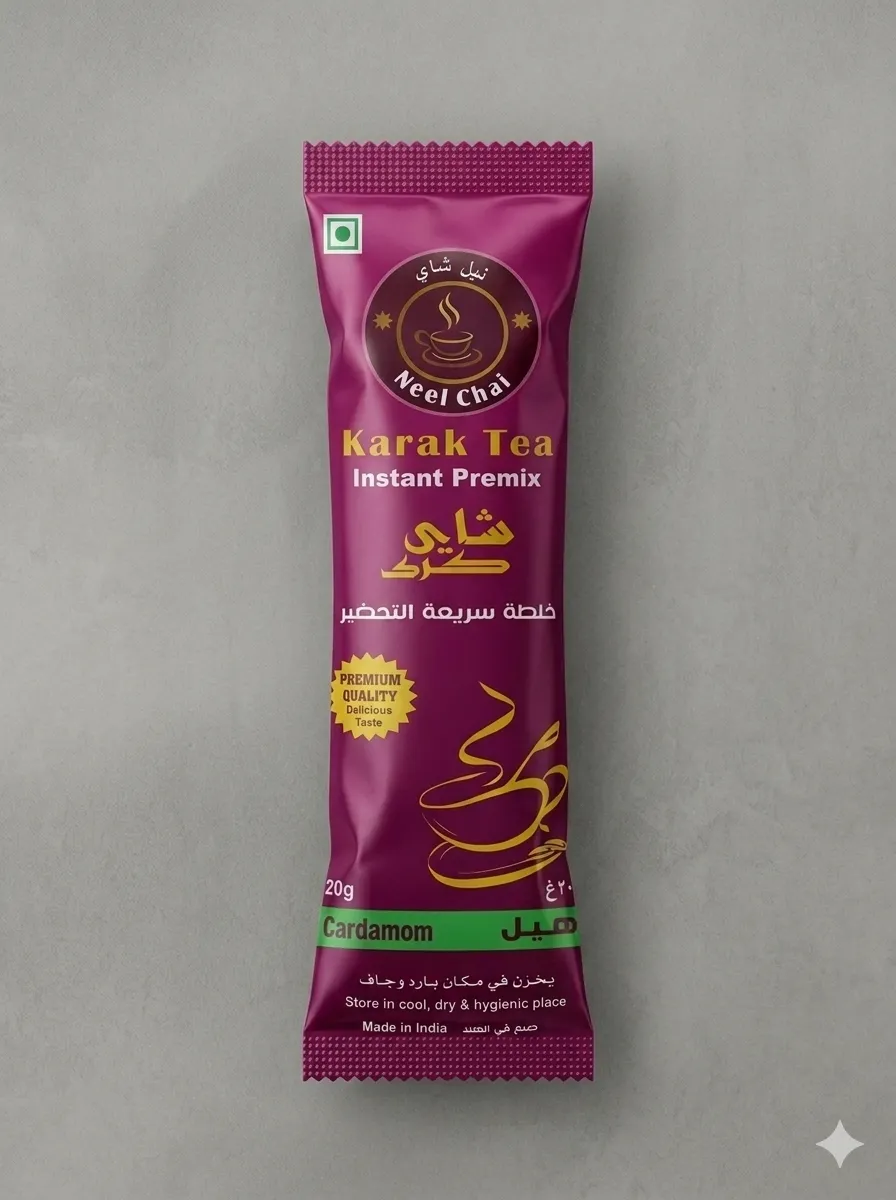 نيل شاي
Neel Chai
Karak Tea
Instant Premix
شاي
كرك
خلطة سريعة التحضير
PREMIUM
QUALITY
Delicious
Taste
20g ٢٠غ
Cardamom هيل
يخزن في مكان بارد وجاف
Store in cool, dry & hygienic place
Made in India صنع في الهند